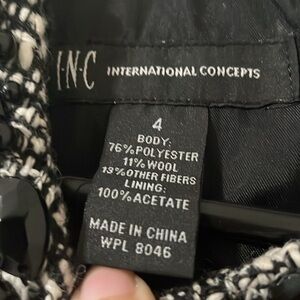 I.N.C INTERNATIONAL CONCEPTS
4
BODY:
76% POLYESTER
11% WOOL
13% OTHER FIBERS
LINING:
100% ACETATE
MADE IN CHINA
WPL 8046